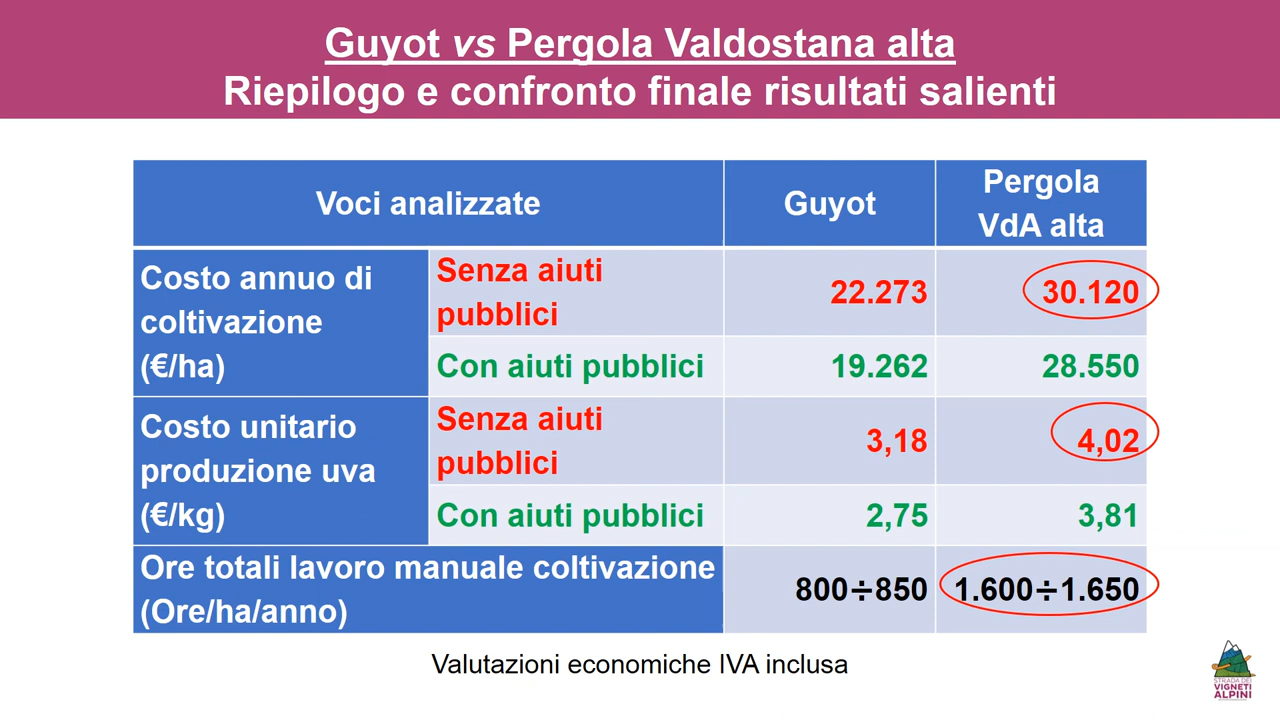 Guyot vs Pergola Valdostana alta
Riepilogo e confronto finale risultati salienti
Voci analizzate
Guyot
Pergola
VdA alta
Costo annuo di
coltivazione
(€/ha)
Senza aiuti
pubblici
22.273
30.120
Con aiuti pubblici
19.262
28.550
Costo unitario
produzione uva
(€/kg)
Senza aiuti
pubblici
3,18
4,02
Con aiuti pubblici
2,75
3,81
Ore totali lavoro manuale coltivazione
(Ore/ha/anno)
800÷850
1.600÷1.650
Valutazioni economiche IVA inclusa
STRADA DEI
VIGNETI
ALPINI